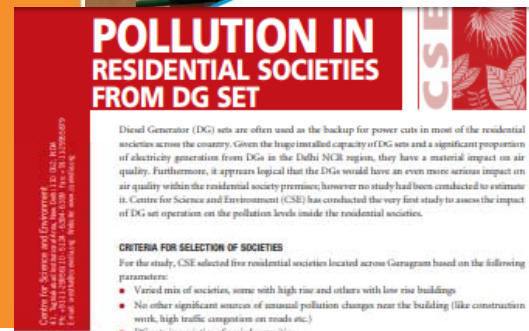 POLLUTION IN
RESIDENTIAL SOCIETIES
FROM DG SET
CSE
Diesel Generator (DG) sets are often used as the backup for power cuts in most of the residential
societies across the country. Given the huge installed capacity of DG sets and a significant proportion
of electricity generation from DGs in the Delhi NCR region, they have a material impact on air
quality. Furthermore, it appears logical that the DGs would have an even more serious impact on
air quality within the residential society premises; however no study had been conducted to estimate
it. Centre for Science and Environment (CSE) has conducted the very first study to assess the impact
of DG set operation on the pollution levels inside the residential societies.
CRITERIA FOR SELECTION OF SOCIETIES
For the study, CSE selected five residential societies located across Gurugram based on the following
parameters:
Varied mix of societies, some with high rise and others with low rise buildings
No other significant sources of unusual pollution changes near the building (like construction
work, high traffic congestion on roads etc.)
Centre for Science and Environment